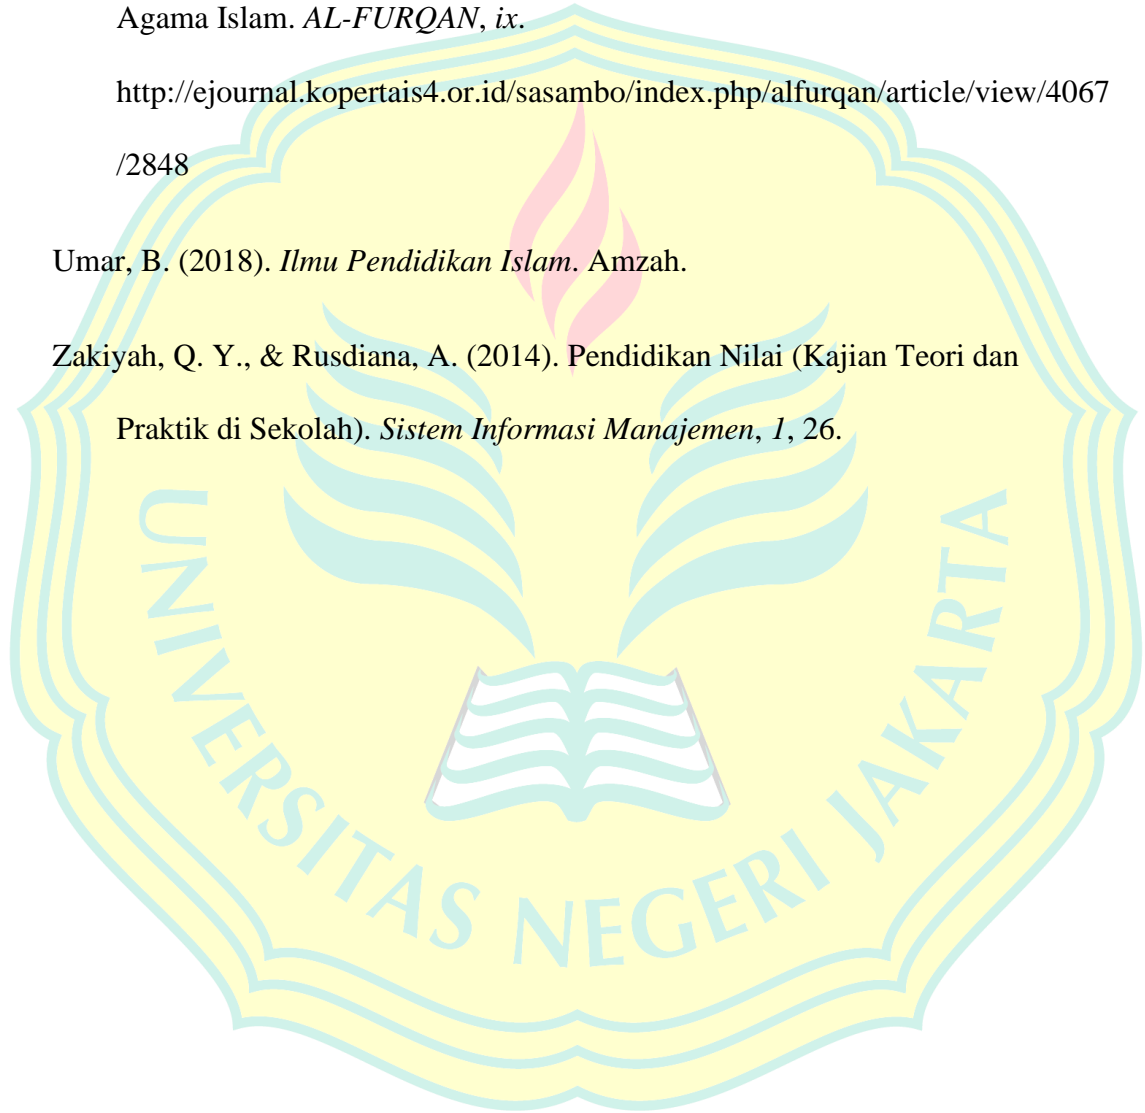 Agama Islam. AL-FURQAN, ix.
http://ejournal.kopertais4.or.id/sasambo/index.php/alfurqan/article/view/4067
/2848
Umar, B. (2018). Ilmu Pendidikan Islam. Amzah.
Zakiyah, Q. Y., & Rusdiana, A. (2014). Pendidikan Nilai (Kajian Teori dan
Praktik di Sekolah). Sistem Informasi Manajemen, 1, 26.
UNIVERSITAS NEGERI JAKARTA